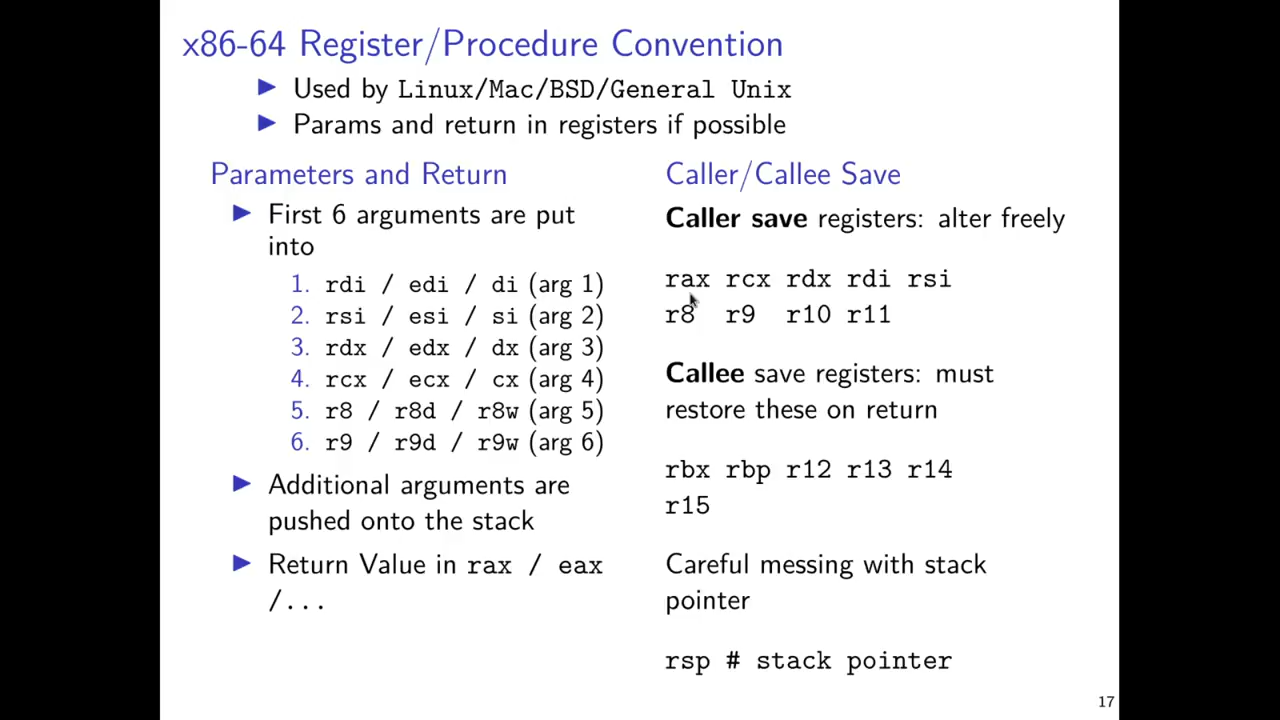 x86-64 Register/Procedure Convention
▶ Used by Linux/Mac/BSD/General Unix
▶ Params and return in registers if possible
Parameters and Return
▶ First 6 arguments are put
into
1. rdi / edi / di (arg 1)
2. rsi / esi / si (arg 2)
3. rdx / edx / dx (arg 3)
4. rcx / ecx / cx (arg 4)
5. r8 / r8d / r8w (arg 5)
6. r9 / r9d / r9w (arg 6)
▶ Additional arguments are
pushed onto the stack
▶ Return Value in rax / eax
/...
Caller/Callee Save
Caller save registers: alter freely
rax rcx rdx rdi rsi
r8 r9 r10 r11
Callee save registers: must
restore these on return
rbx rbp r12 r13 r14
r15
Careful messing with stack
pointer
rsp # stack pointer
17